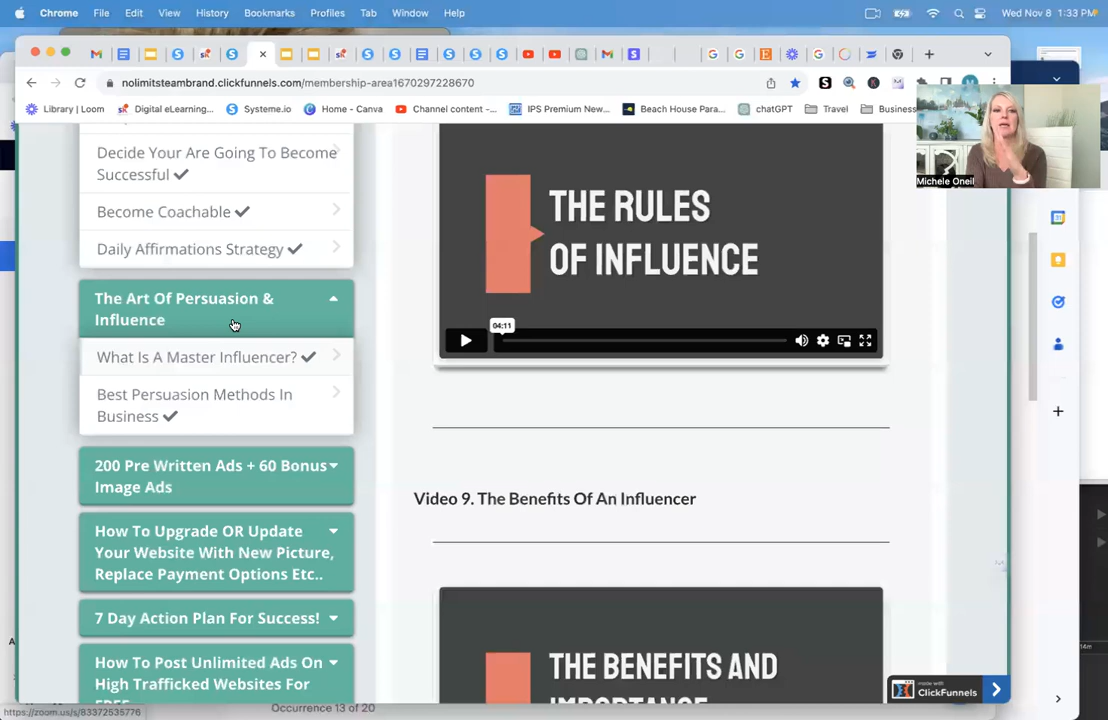 Chrome File Edit View History Bookmarks Profiles Tab Window Help
Wed Nov 8 1:33 PM
nolimitsteambrand.clickfunnels.com/membership-area1670297228670
Library | Loom
Digital eLearning...
Systeme.io
Home - Canva
Channel content -...
IPS Premium New...
Beach House Para...
chatGPT
Travel
Business
Michele Oneil
Decide Your Are Going To Become
Successful
Become Coachable
Daily Affirmations Strategy
The Art Of Persuasion &
Influence
What Is A Master Influencer?
Best Persuasion Methods In
Business
200 Pre Written Ads + 60 Bonus
Image Ads
How To Upgrade OR Update
Your Website With New Picture,
Replace Payment Options Etc..
7 Day Action Plan For Success!
How To Post Unlimited Ads On
High Trafficked Websites For
THE RULES
OF INFLUENCE
04:11
Video 9. The Benefits Of An Influencer
THE BENEFITS AND
made with
ClickFunnels
https://zoom.us/s/83372535776
Occurrence 13 of 20